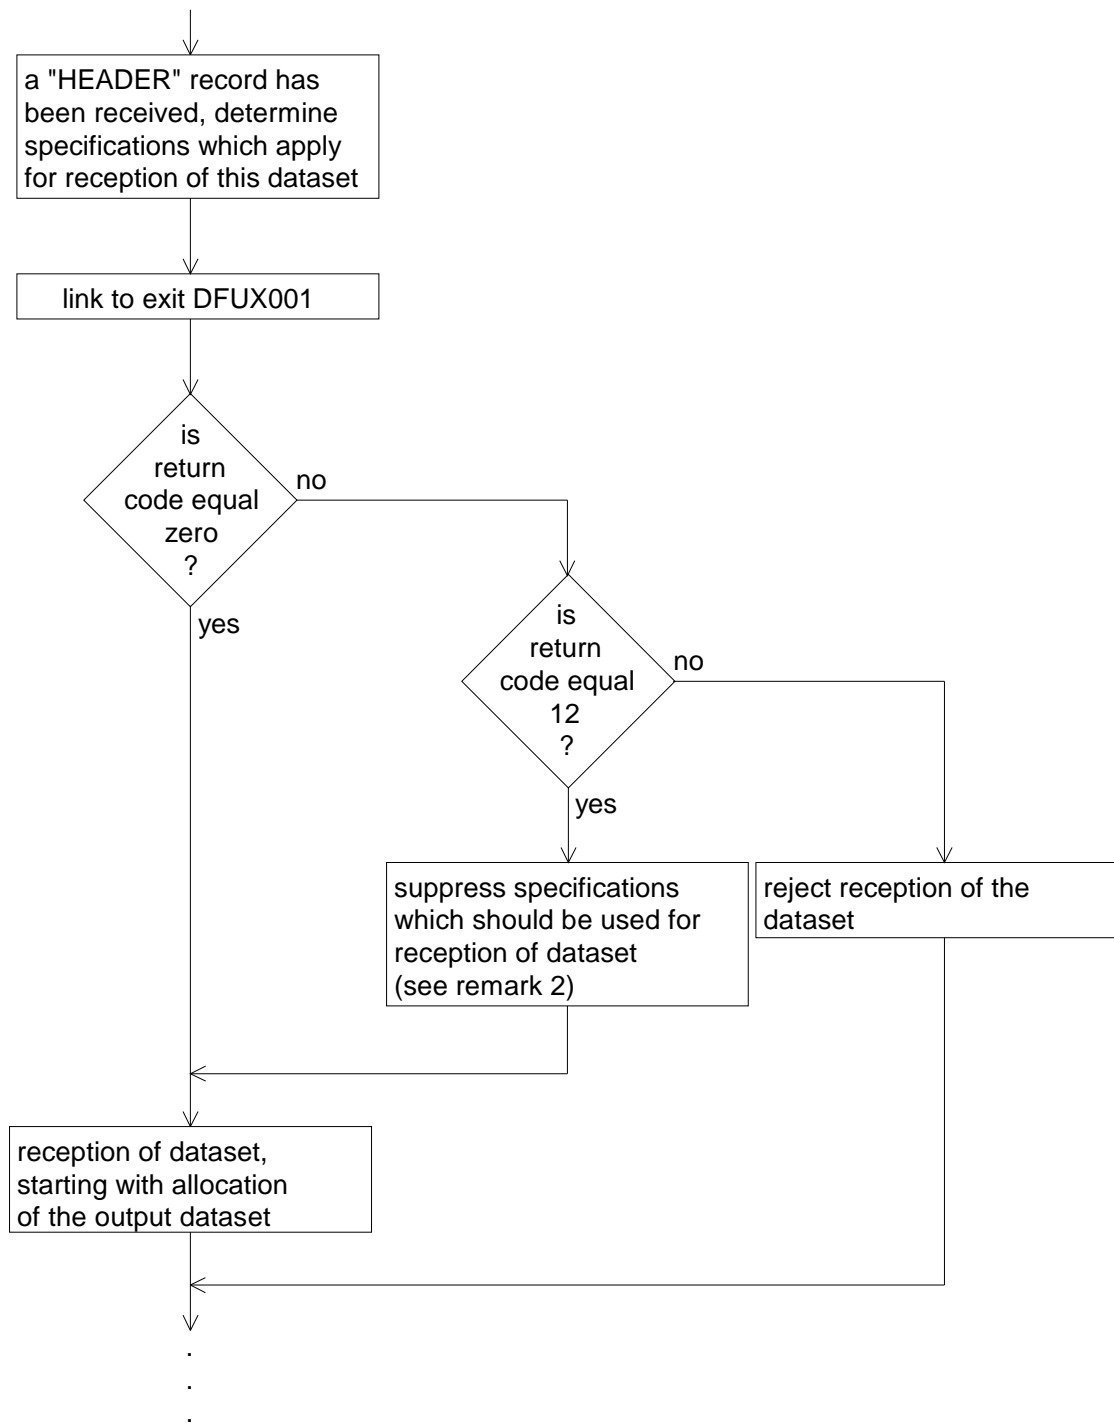 a "HEADER" record has
been received, determine
specifications which apply
for reception of this dataset
link to exit DFUX001
is
return
code equal
zero
?
no
yes
is
return
code equal
12
?
no
yes
suppress specifications
which should be used for
reception of dataset
(see remark 2)
reject reception of the
dataset
reception of dataset,
starting with allocation
of the output dataset
.
.
.